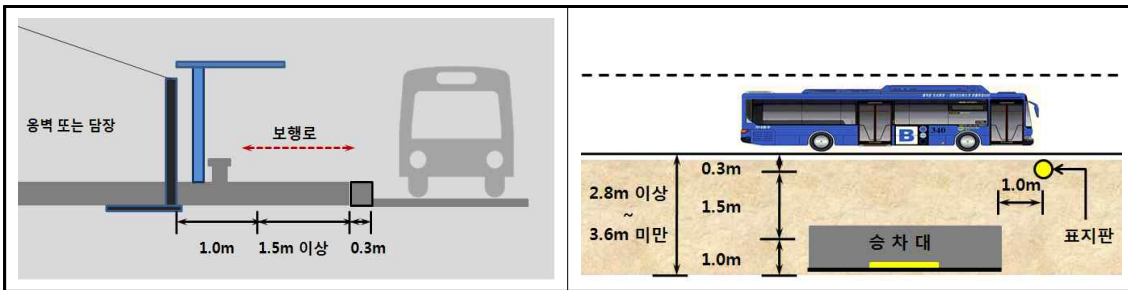 옹벽 또는 담장
보행로
1.0m
1.5m 이상
0.3m
B
340
2.8m 이상
~
3.6m 미만
0.3m
1.5m
1.0m
승 차 대
1.0m
표지판